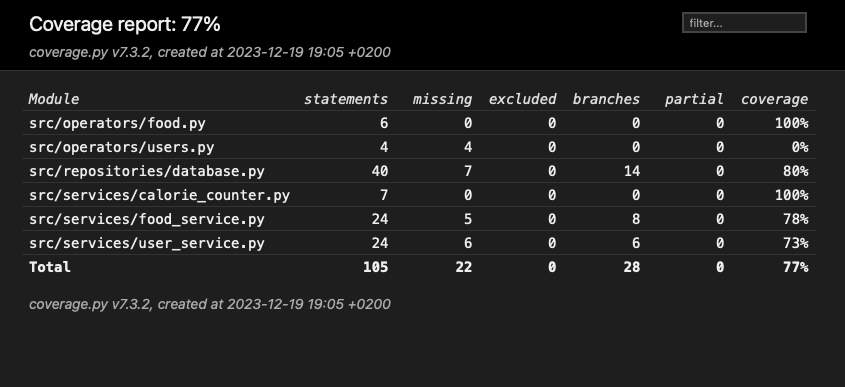 Coverage report: 77%
filter...
coverage.py v7.3.2, created at 2023-12-19 19:05 +0200
Module statements missing excluded branches partial coverage
src/operators/food.py 6 0 0 0 0 100%
src/operators/users.py 4 4 0 0 0 0%
src/repositories/database.py 40 7 0 14 0 80%
src/services/calorie_counter.py 7 0 0 0 0 100%
src/services/food_service.py 24 5 0 8 0 78%
src/services/user_service.py 24 6 0 6 0 73%
Total 105 22 0 28 0 77%
coverage.py v7.3.2, created at 2023-12-19 19:05 +0200